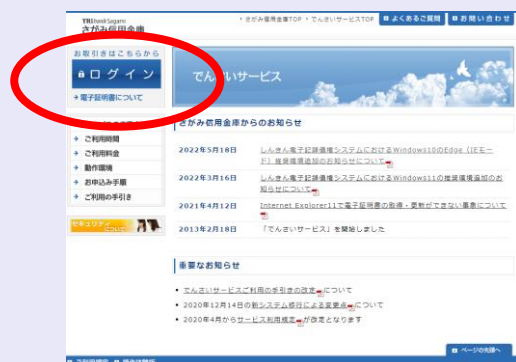 さがみ信用金庫
さがみ信用金庫TOP
でんさいサービスTOP
よくあるご質問
お問い合わせ
お取引きはこちらから
ログイン
電子証明書について
でんさいサービス
ご利用時間
ご利用料金
動作環境
お申込み手順
ご利用の手引き
セキュリティ
について
さがみ信用金庫からのお知らせ
2022年5月18日 しんきん電子記録債権システムにおけるWindows10のEdge（IEモー
ド）推奨環境追加のお知らせについて
2022年3月16日 しんきん電子記録債権システムにおけるWindows11の推奨環境追加のお
知らせについて
2021年4月12日 Internet Explorer11で電子証明書の取得・更新ができない事象について
2013年2月18日 「でんさいサービス」を開始しました
重要なお知らせ
でんさいサービスご利用の手引きの改定について
2020年12月14日の新システム移行による変更点について
2020年4月からサービス利用規定が改定となります
ページの先頭へ